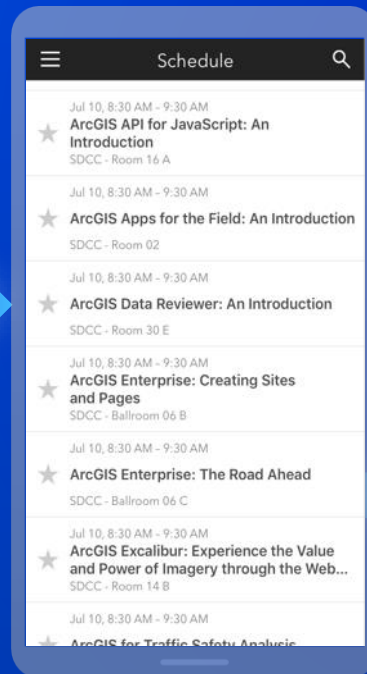 Schedule
Jul 10, 8:30 AM - 9:30 AM
ArcGIS API for JavaScript: An
Introduction
SDCC - Room 16 A
Jul 10, 8:30 AM - 9:30 AM
ArcGIS Apps for the Field: An Introduction
SDCC - Room 02
Jul 10, 8:30 AM - 9:30 AM
ArcGIS Data Reviewer: An Introduction
SDCC - Room 30 E
Jul 10, 8:30 AM - 9:30 AM
ArcGIS Enterprise: Creating Sites
and Pages
SDCC - Ballroom 06 B
Jul 10, 8:30 AM - 9:30 AM
ArcGIS Enterprise: The Road Ahead
SDCC - Ballroom 06 C
Jul 10, 8:30 AM - 9:30 AM
ArcGIS Excalibur: Experience the Value
and Power of Imagery through the Web...
SDCC - Room 14 B
Jul 10, 8:30 AM - 9:30 AM
ArcGIS for Traffic Safety Analysis